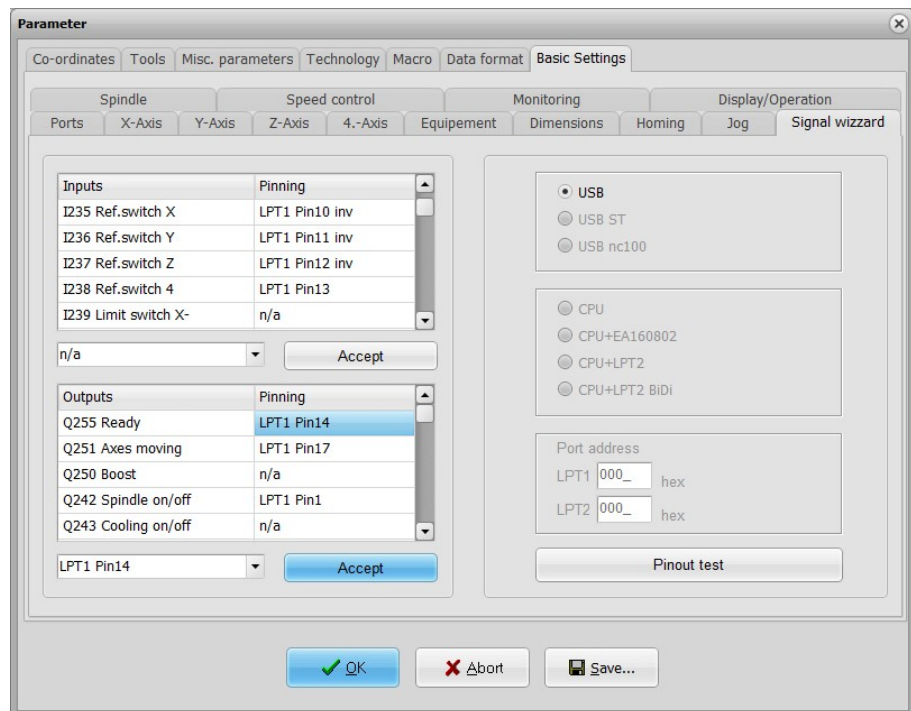 Parameter
Co-ordinates Tools Misc. parameters Technology Macro Data format Basic Settings
Spindle Speed control Monitoring Display/Operation
Ports X-Axis Y-Axis Z-Axis 4.-Axis Equipement Dimensions Homing Jog Signal wizzard
Inputs Pinning
I235 Ref.switch X LPT1 Pin10 inv
I236 Ref.switch Y LPT1 Pin11 inv
I237 Ref.switch Z LPT1 Pin12 inv
I238 Ref.switch 4 LPT1 Pin13
I239 Limit switch X- n/a
n/a Accept
Outputs Pinning
Q255 Ready LPT1 Pin14
Q251 Axes moving LPT1 Pin17
Q250 Boost n/a
Q242 Spindle on/off LPT1 Pin1
Q243 Cooling on/off n/a
LPT1 Pin14 Accept
USB
USB ST
USB nc100
CPU
CPU+EA160802
CPU+LPT2
CPU+LPT2 BiDi
Port address
LPT1 000_ hex
LPT2 000_ hex
Pinout test
OK Abort Save...